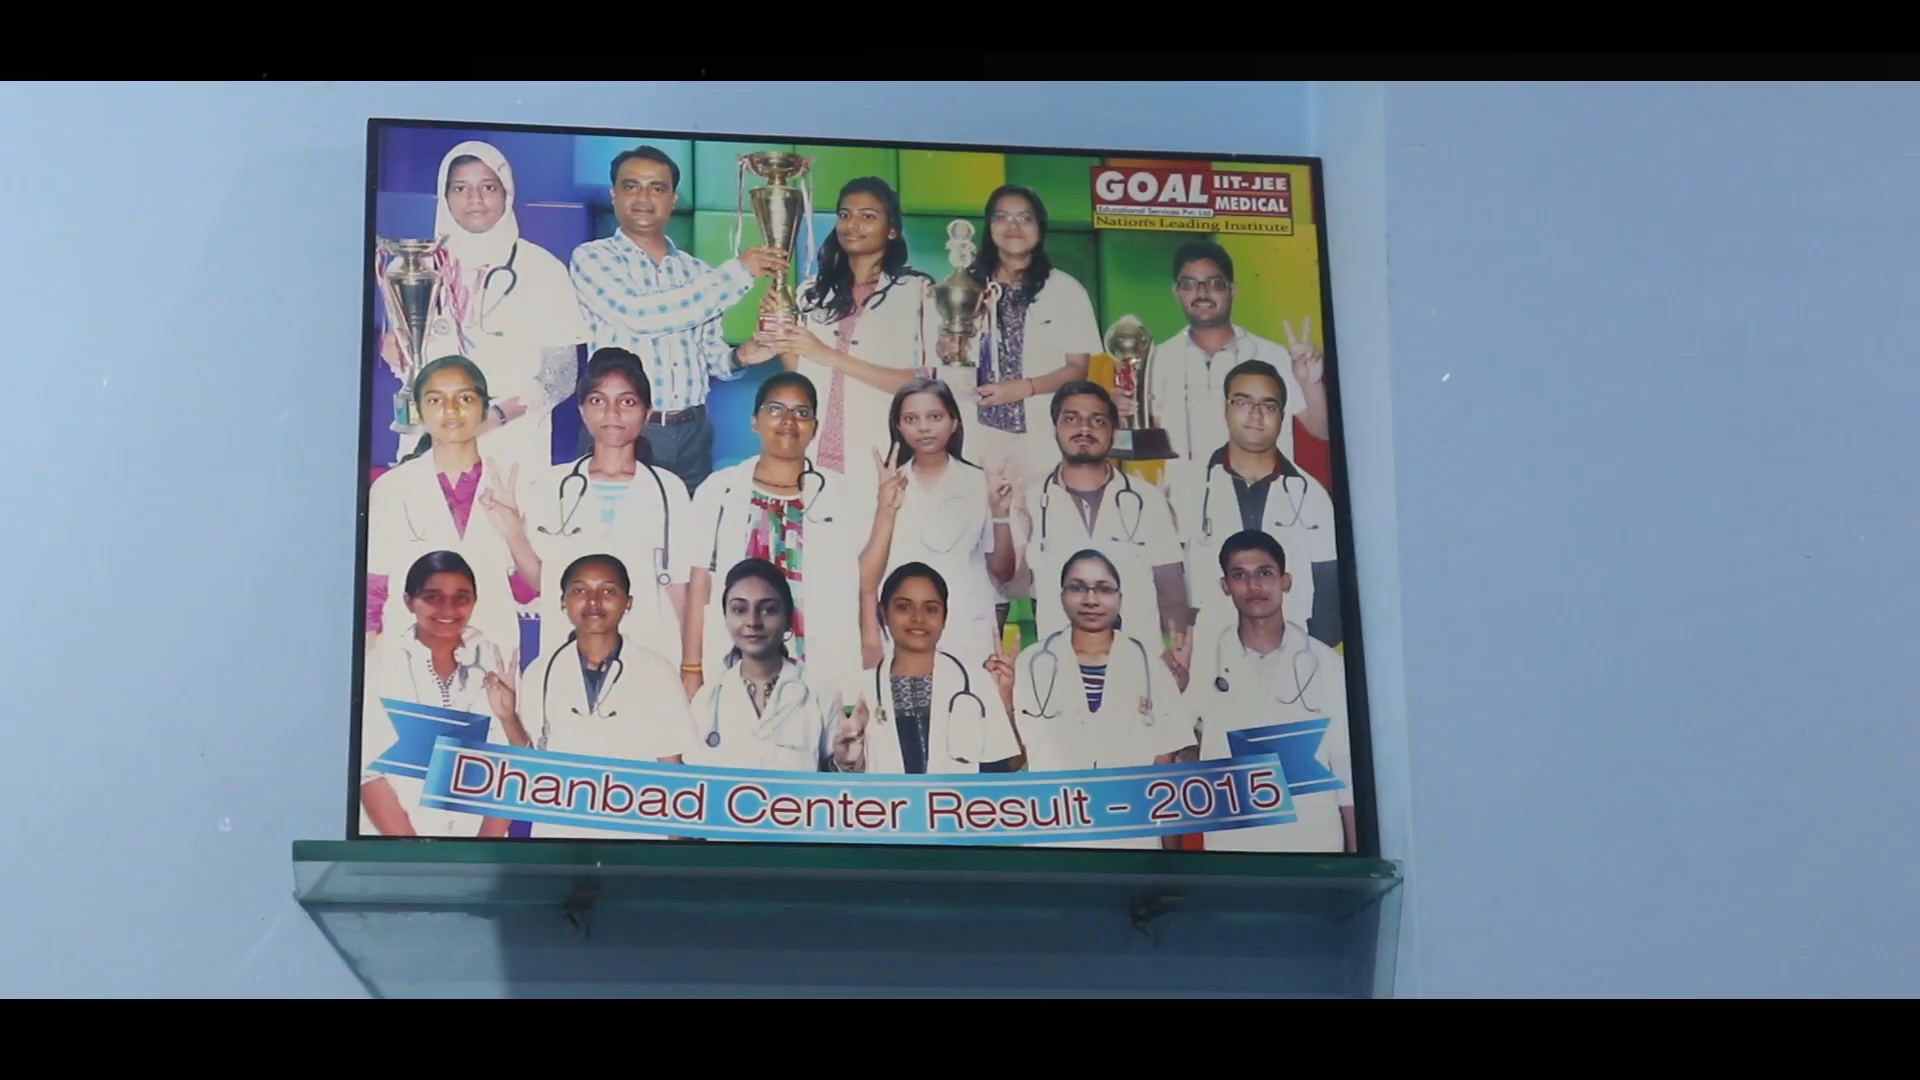 GOAL IIT-JEE
MEDICAL
Educational Services Pvt. Ltd.
Nation's Leading Institute
Dhanbad Center Result - 2015